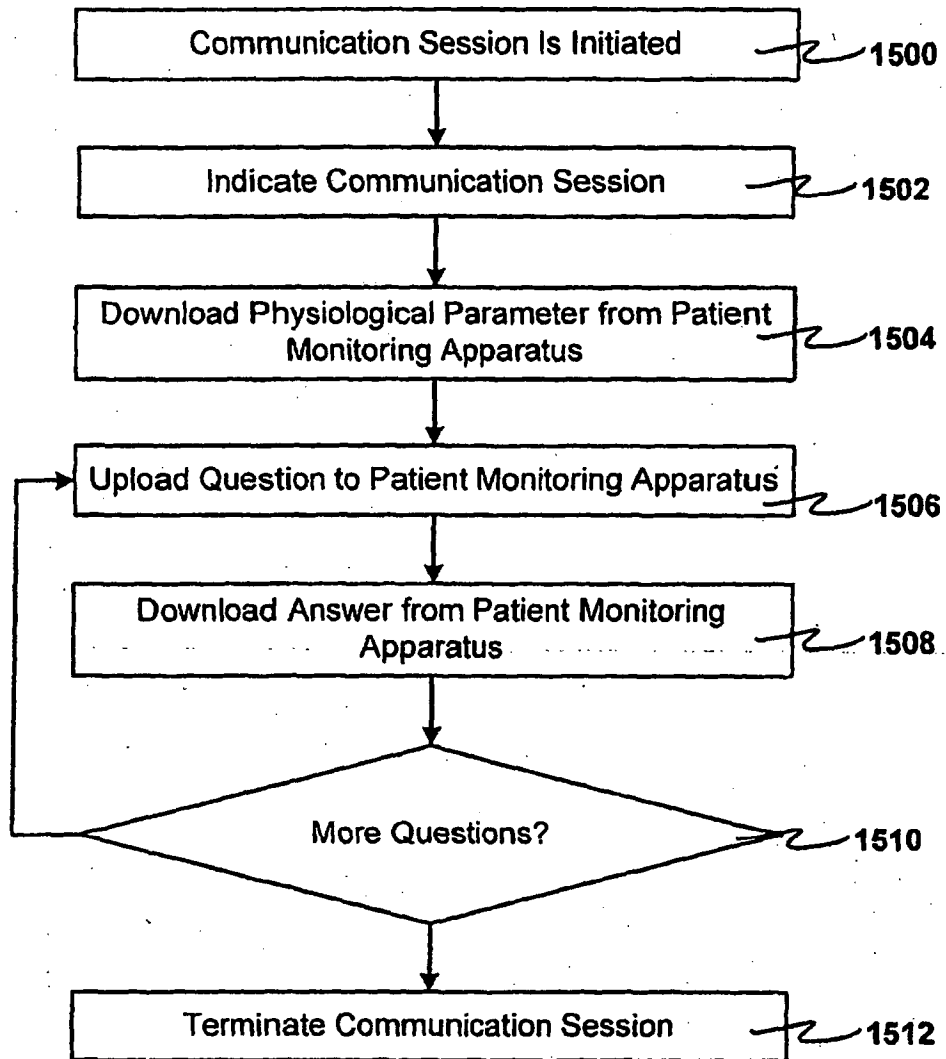 Communication Session Is Initiated
1500
Indicate Communication Session
1502
Download Physiological Parameter from Patient
Monitoring Apparatus
1504
Upload Question to Patient Monitoring Apparatus
1506
Download Answer from Patient Monitoring
Apparatus
1508
More Questions?
1510
Terminate Communication Session
1512